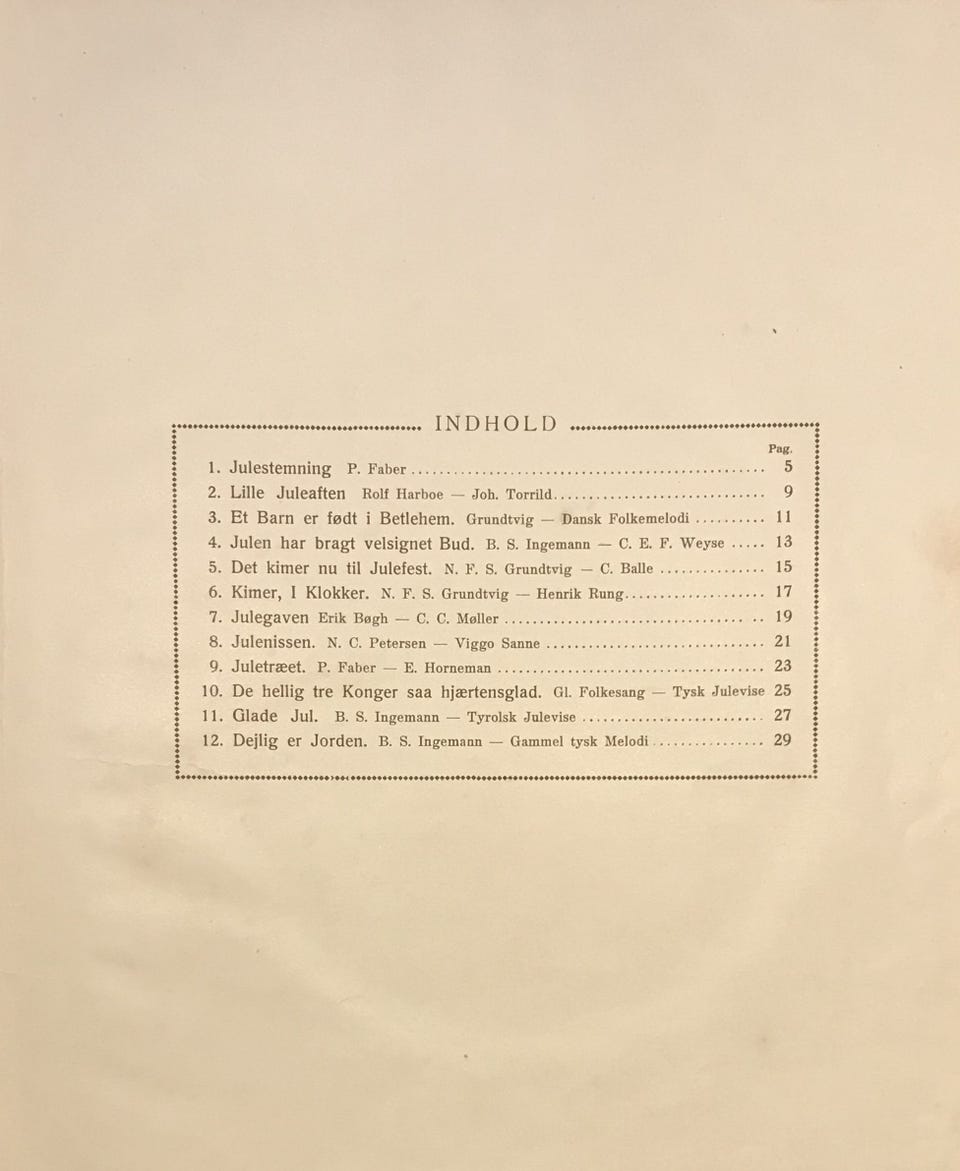 INDHOLD
Pag.
1. Julestemning P. Faber ........................................ 5
2. Lille Juleaften Rolf Harboe — Joh. Torrild.............................. 9
3. Et Barn er født i Betlehem. Grundtvig — Dansk Folkemelodi .......... 11
4. Julen har bragt velsignet Bud. B. S. Ingemann — C. E. F. Weyse ..... 13
5. Det kimer nu til Julefest. N. F. S. Grundtvig — C. Balle ............... 15
6. Kimer, I Klokker. N. F. S. Grundtvig — Henrik Rung.................... 17
7. Julegaven Erik Bøgh — C. C. Møller .................................... 19
8. Julenissen. N. C. Petersen — Viggo Sanne ............................... 21
9. Juletræet. P. Faber — E. Horneman ...................................... 23
10. De hellig tre Konger saa hjærtensglad. Gl. Folkesang — Tysk Julevise 25
11. Glade Jul. B. S. Ingemann — Tyrolsk Julevise .......................... 27
12. Dejlig er Jorden. B. S. Ingemann — Gammel tysk Melodi................ 29